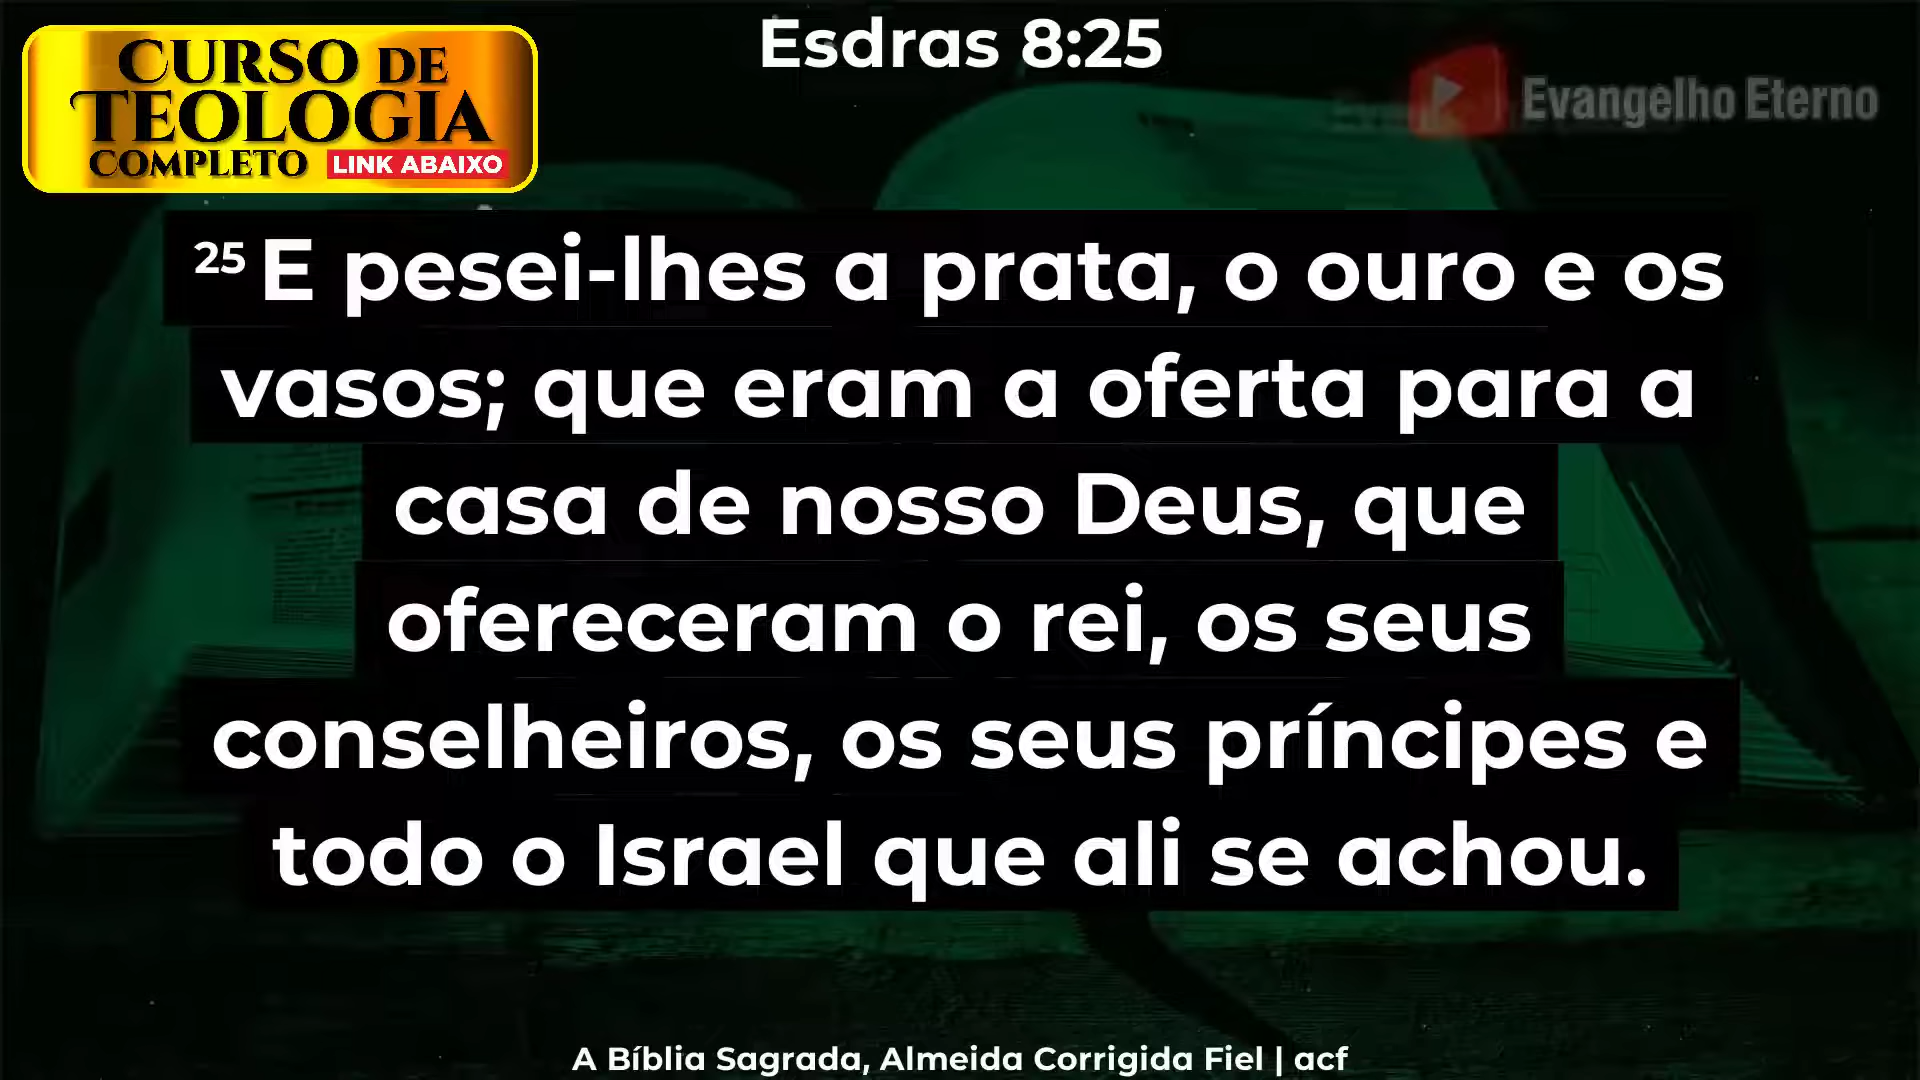 Esdras 8:25
CURSO DE
TEOLOGIA
COMPLETO LINK ABAIXO
Evangelho Eterno
25 E pesei-lhes a prata, o ouro e os
vasos; que eram a oferta para a
casa de nosso Deus, que
ofereceram o rei, os seus
conselheiros, os seus príncipes e
todo o Israel que ali se achou.
A Bíblia Sagrada, Almeida Corrigida Fiel | acf